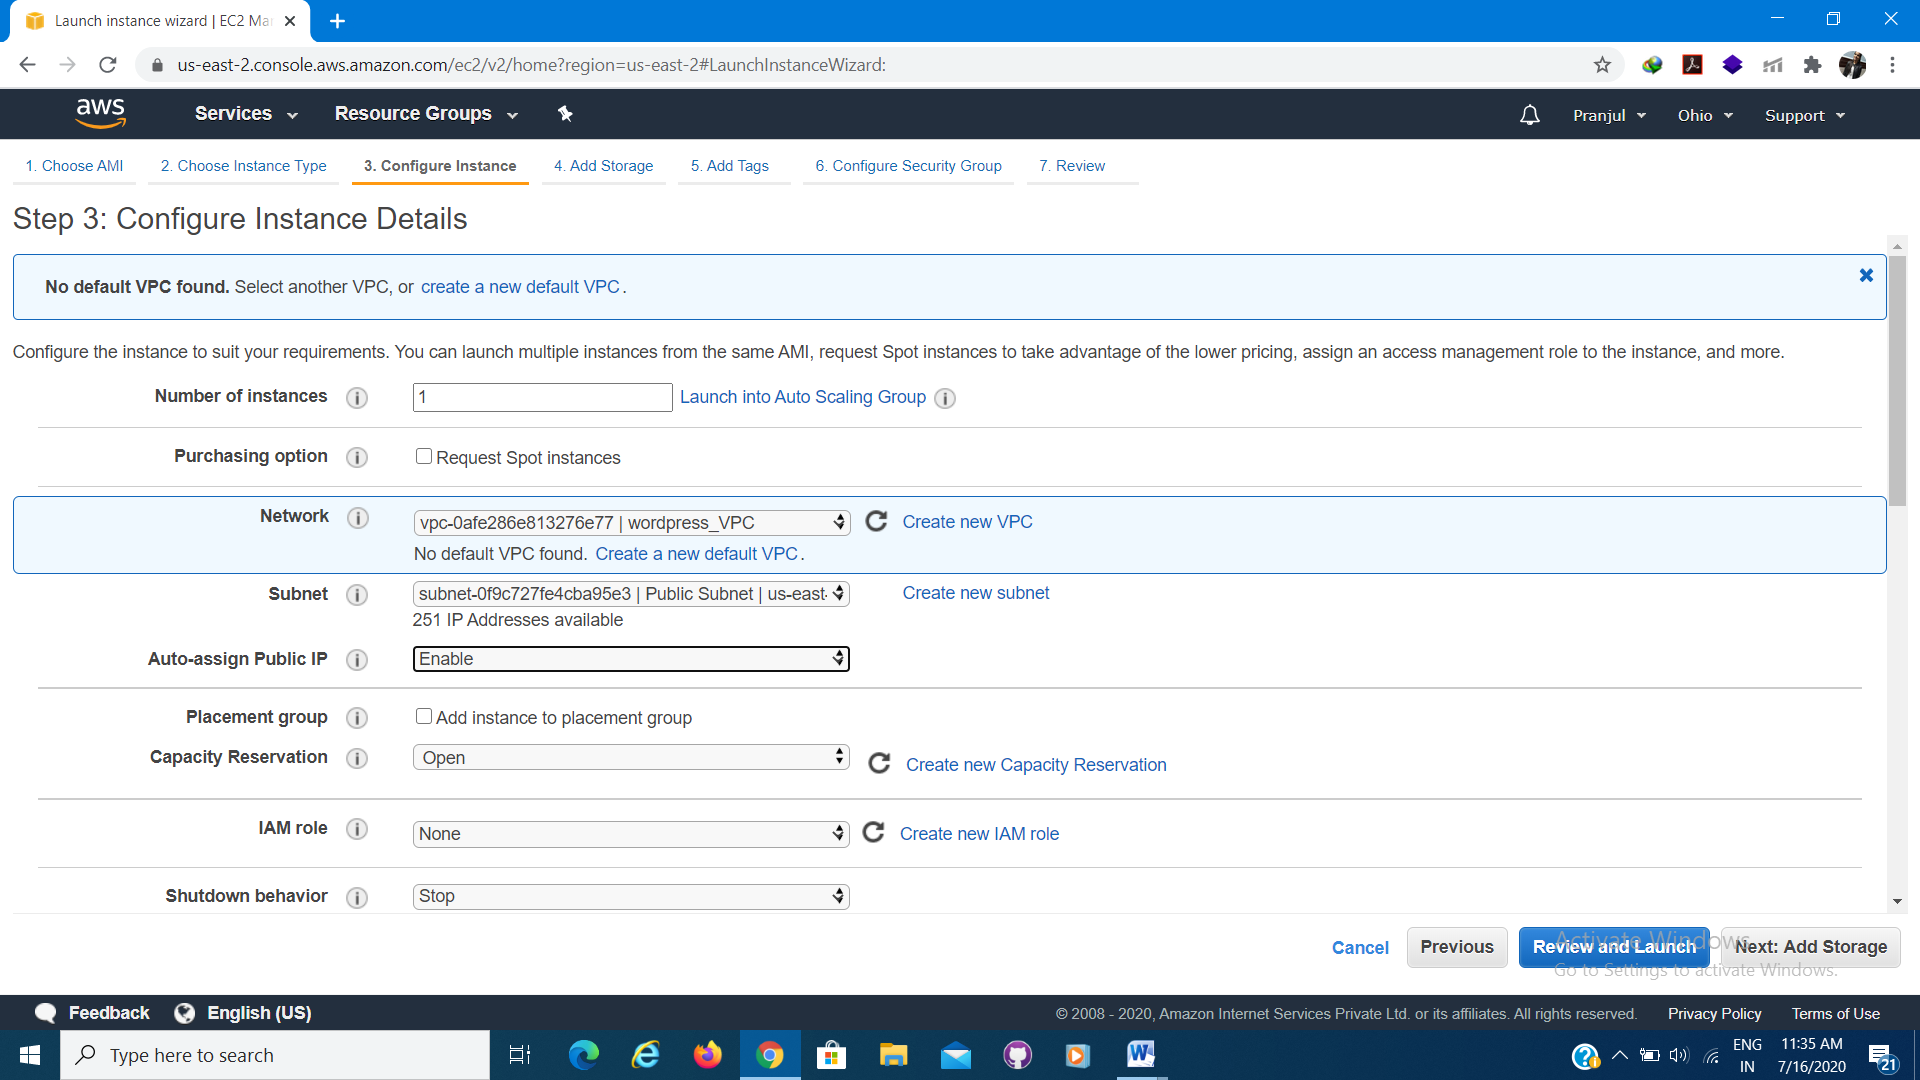 Launch instance wizard | EC2 Ma
us-east-2.console.aws.amazon.com/ec2/v2/home?region=us-east-2#LaunchInstanceWizard:
aws Services Resource Groups Pranjul Ohio Support
1. Choose AMI 2. Choose Instance Type 3. Configure Instance 4. Add Storage 5. Add Tags 6. Configure Security Group 7. Review
Step 3: Configure Instance Details
No default VPC found. Select another VPC, or create a new default VPC.
Configure the instance to suit your requirements. You can launch multiple instances from the same AMI, request Spot instances to take advantage of the lower pricing, assign an access management role to the instance, and more.
Number of instances i 1 Launch into Auto Scaling Group i
Purchasing option i Request Spot instances
Network i vpc-0afe286e813276e77 | wordpress_VPC Create new VPC
No default VPC found. Create a new default VPC.
Subnet i subnet-0f9c727fe4cba95e3 | Public Subnet | us-east- Create new subnet
251 IP Addresses available
Auto-assign Public IP i Enable
Placement group i Add instance to placement group
Capacity Reservation i Open Create new Capacity Reservation
IAM role i None Create new IAM role
Shutdown behavior i Stop
Cancel Previous Review and Launch Next: Add Storage
Activate Windows
Go to Settings to activate Windows.
Feedback English (US) © 2008 - 2020, Amazon Internet Services Private Ltd. or its affiliates. All rights reserved. Privacy Policy Terms of Use
Type here to search
ENG
IN
11:35 AM
7/16/2020
21